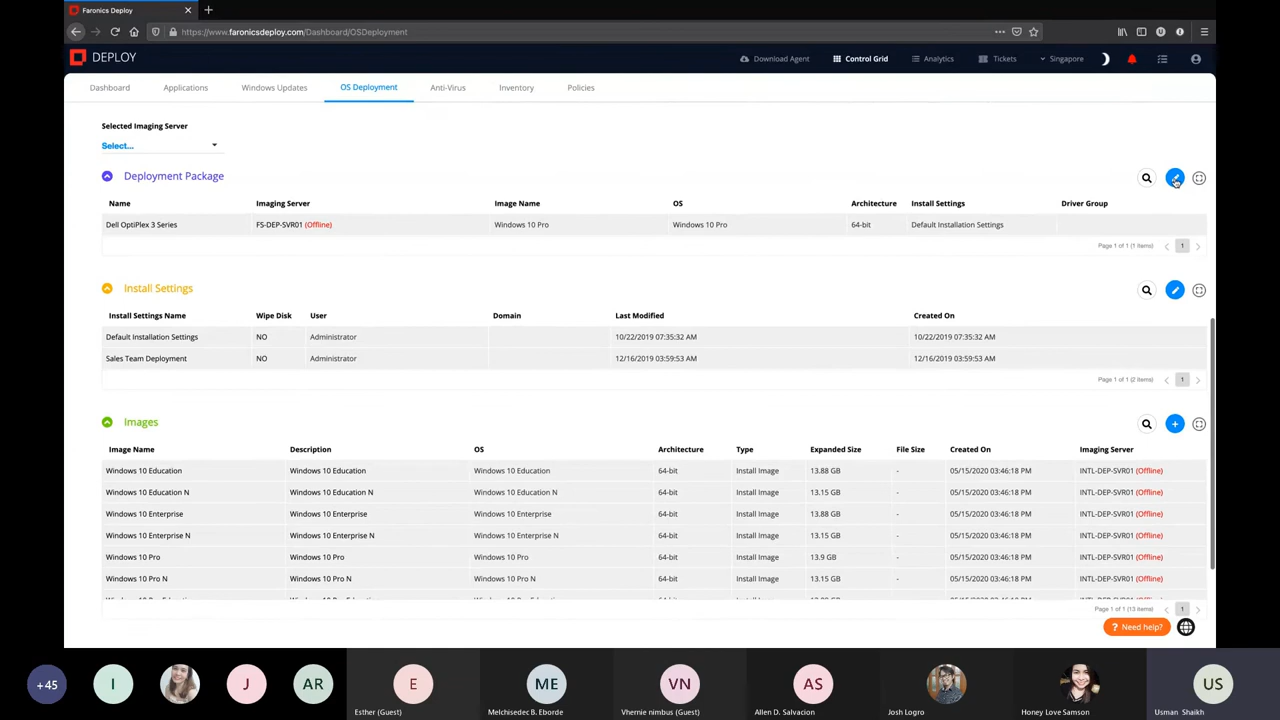 Faronics Deploy
https://www.faronicsdeploy.com/Dashboard/OSDeployment
DEPLOY
Download Agent
Control Grid
Analytics
Tickets
Singapore
Dashboard
Applications
Windows Updates
OS Deployment
Anti-Virus
Inventory
Policies
Selected Imaging Server
Select...
Deployment Package
Name Imaging Server Image Name OS Architecture Install Settings Driver Group
Dell OptiPlex 3 Series FS-DEP-SVR01 (Offline) Windows 10 Pro Windows 10 Pro 64-bit Default Installation Settings
Page 1 of 1 (1 items) 1
Install Settings
Install Settings Name Wipe Disk User Domain Last Modified Created On
Default Installation Settings NO Administrator 10/22/2019 07:35:32 AM 10/22/2019 07:35:32 AM
Sales Team Deployment NO Administrator 12/16/2019 03:59:53 AM 12/16/2019 03:59:53 AM
Page 1 of 1 (2 items) 1
Images
Image Name Description OS Architecture Type Expanded Size File Size Created On Imaging Server
Windows 10 Education Windows 10 Education Windows 10 Education 64-bit Install Image 13.88 GB - 05/15/2020 03:46:18 PM INTL-DEP-SVR01 (Offline)
Windows 10 Education N Windows 10 Education N Windows 10 Education N 64-bit Install Image 13.15 GB - 05/15/2020 03:46:18 PM INTL-DEP-SVR01 (Offline)
Windows 10 Enterprise Windows 10 Enterprise Windows 10 Enterprise 64-bit Install Image 13.88 GB - 05/15/2020 03:46:18 PM INTL-DEP-SVR01 (Offline)
Windows 10 Enterprise N Windows 10 Enterprise N Windows 10 Enterprise N 64-bit Install Image 13.15 GB - 05/15/2020 03:46:18 PM INTL-DEP-SVR01 (Offline)
Windows 10 Pro Windows 10 Pro Windows 10 Pro 64-bit Install Image 13.9 GB - 05/15/2020 03:46:18 PM INTL-DEP-SVR01 (Offline)
Windows 10 Pro N Windows 10 Pro N Windows 10 Pro N 64-bit Install Image 13.15 GB - 05/15/2020 03:46:18 PM INTL-DEP-SVR01 (Offline)
Page 1 of 1 (13 items) 1
? Need help?
+45
I
J
AR
E
Esther (Guest)
ME
Melchisedec B. Eborde
VN
Vhernie nimbus (Guest)
AS
Allen D. Salvacion
Josh Logro
Honey Love Samson
US
Usman Shaikh